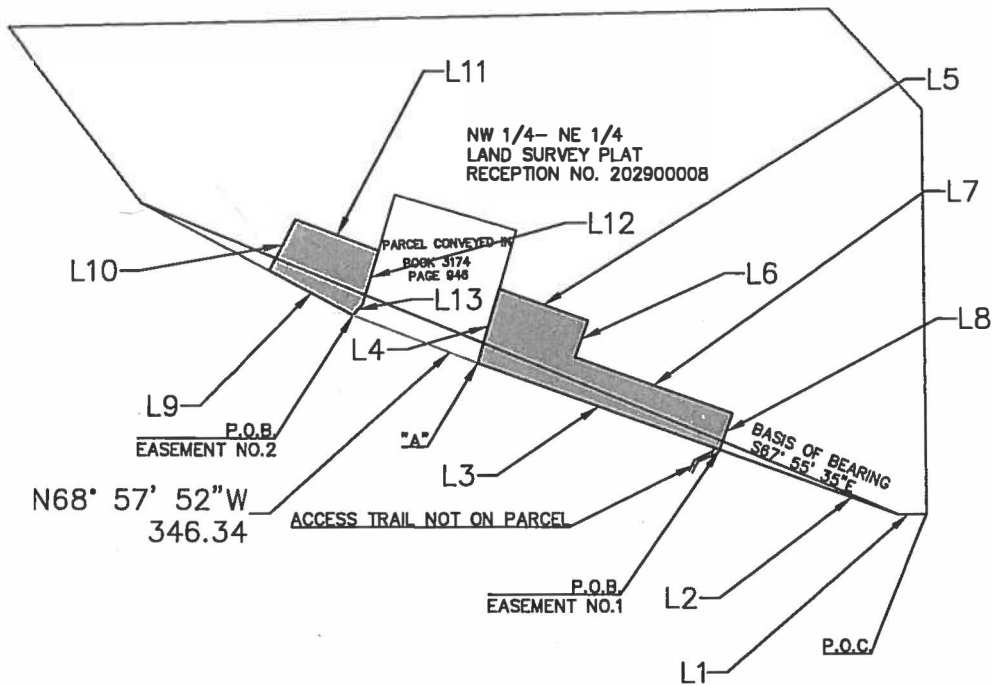 L11
L5
NW 1/4- NE 1/4
LAND SURVEY PLAT
RECEPTION NO. 202900008
L7
L12
PARCEL CONVEYED IN
BOOK 3174
PAGE 946
L10
L6
L13
L8
L4
L9
P.O.B.
EASEMENT NO.2
"A"
L3
BASIS OF BEARING
S67° 55' 35"E
N68° 57' 52"W
346.34
ACCESS TRAIL NOT ON PARCEL
P.O.B.
EASEMENT NO.1
L2
P.O.C.
L1